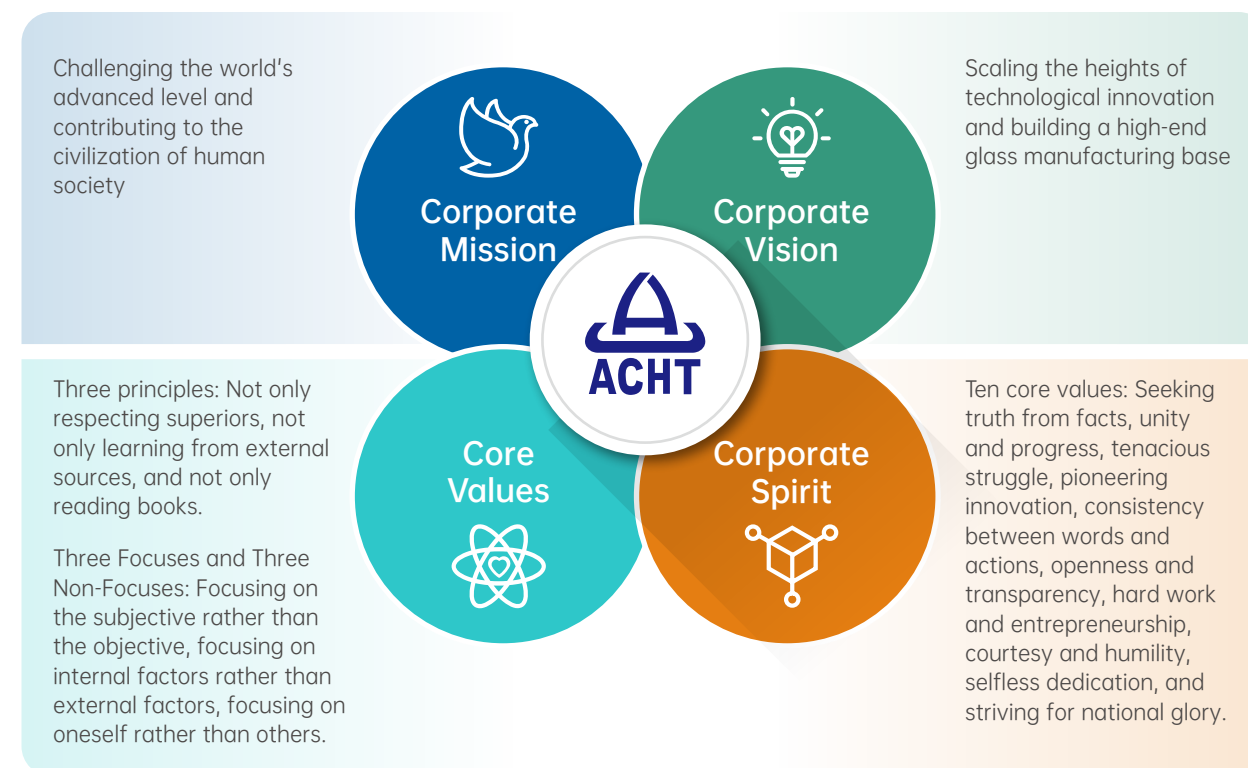 Challenging the world's
advanced level and
contributing to the
civilization of human
society
Corporate
Mission
Corporate
Vision
Scaling the heights of
technological innovation
and building a high-end
glass manufacturing base
ACHT
Three principles: Not only
respecting superiors, not
only learning from external
sources, and not only
reading books.
Three Focuses and Three
Non-Focuses: Focusing on
the subjective rather than
the objective, focusing on
internal factors rather than
external factors, focusing on
oneself rather than others.
Core
Values
Corporate
Spirit
Ten core values: Seeking
truth from facts, unity
and progress, tenacious
struggle, pioneering
innovation, consistency
between words and
actions, openness and
transparency, hard work
and entrepreneurship,
courtesy and humility,
selfless dedication, and
striving for national glory.